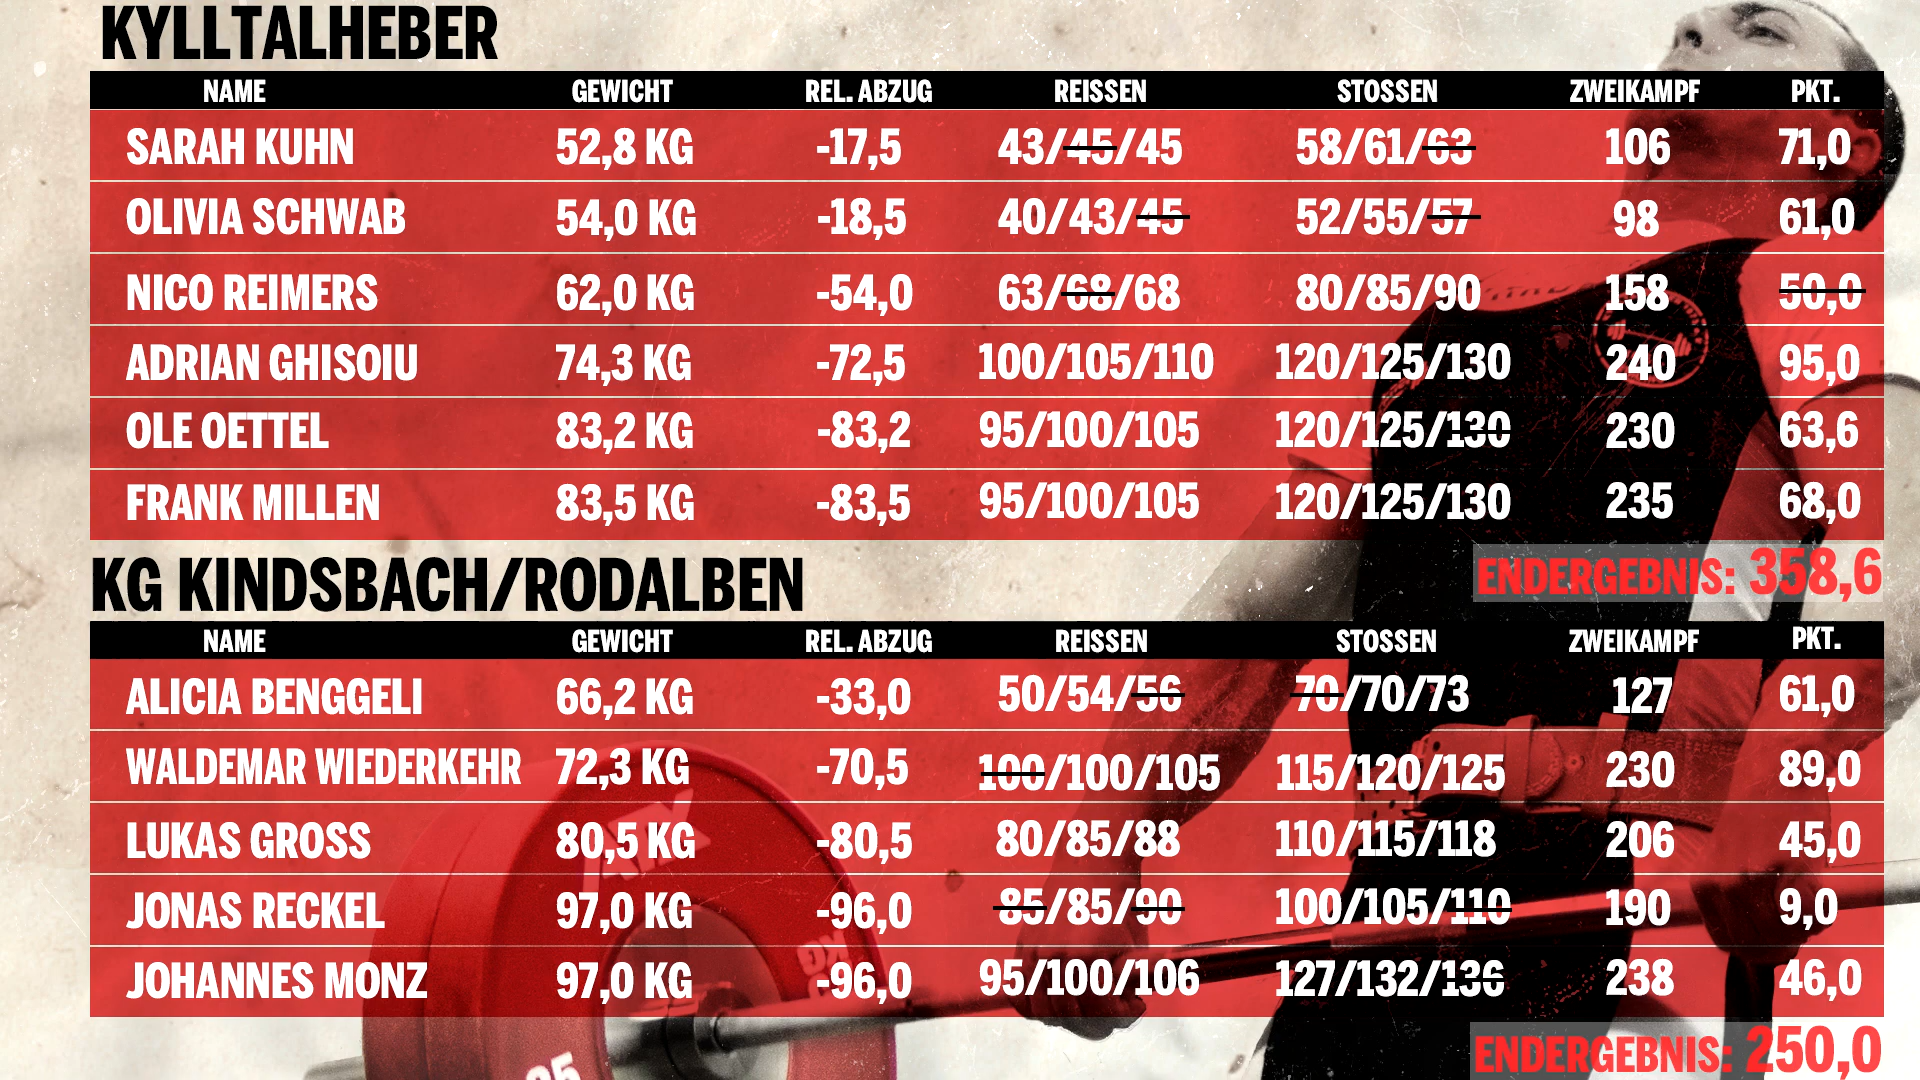 KYLLTALHEBER
NAME GEWICHT REL. ABZUG REISSEN STOSSEN ZWEIKAMPF PKT.
SARAH KUHN 52,8 KG -17,5 43/45/45 58/61/63 106 71,0
OLIVIA SCHWAB 54,0 KG -18,5 40/43/45 52/55/57 98 61,0
NICO REIMERS 62,0 KG -54,0 63/68/68 80/85/90 158 50,0
ADRIAN GHISOIU 74,3 KG -72,5 100/105/110 120/125/130 240 95,0
OLE OETTEL 83,2 KG -83,2 95/100/105 120/125/130 230 63,6
FRANK MILLEN 83,5 KG -83,5 95/100/105 120/125/130 235 68,0
ENDERGEBNIS: 358,6
KG KINDSBACH/RODALBEN
NAME GEWICHT REL. ABZUG REISSEN STOSSEN ZWEIKAMPF PKT.
ALICIA BENGGELI 66,2 KG -33,0 50/54/56 70/70/73 127 61,0
WALDEMAR WIEDERKEHR 72,3 KG -70,5 100/100/105 115/120/125 230 89,0
LUKAS GROSS 80,5 KG -80,5 80/85/88 110/115/118 206 45,0
JONAS RECKEL 97,0 KG -96,0 85/85/90 100/105/110 190 9,0
JOHANNES MONZ 97,0 KG -96,0 95/100/106 127/132/136 238 46,0
ENDERGEBNIS: 250,0
KG
25